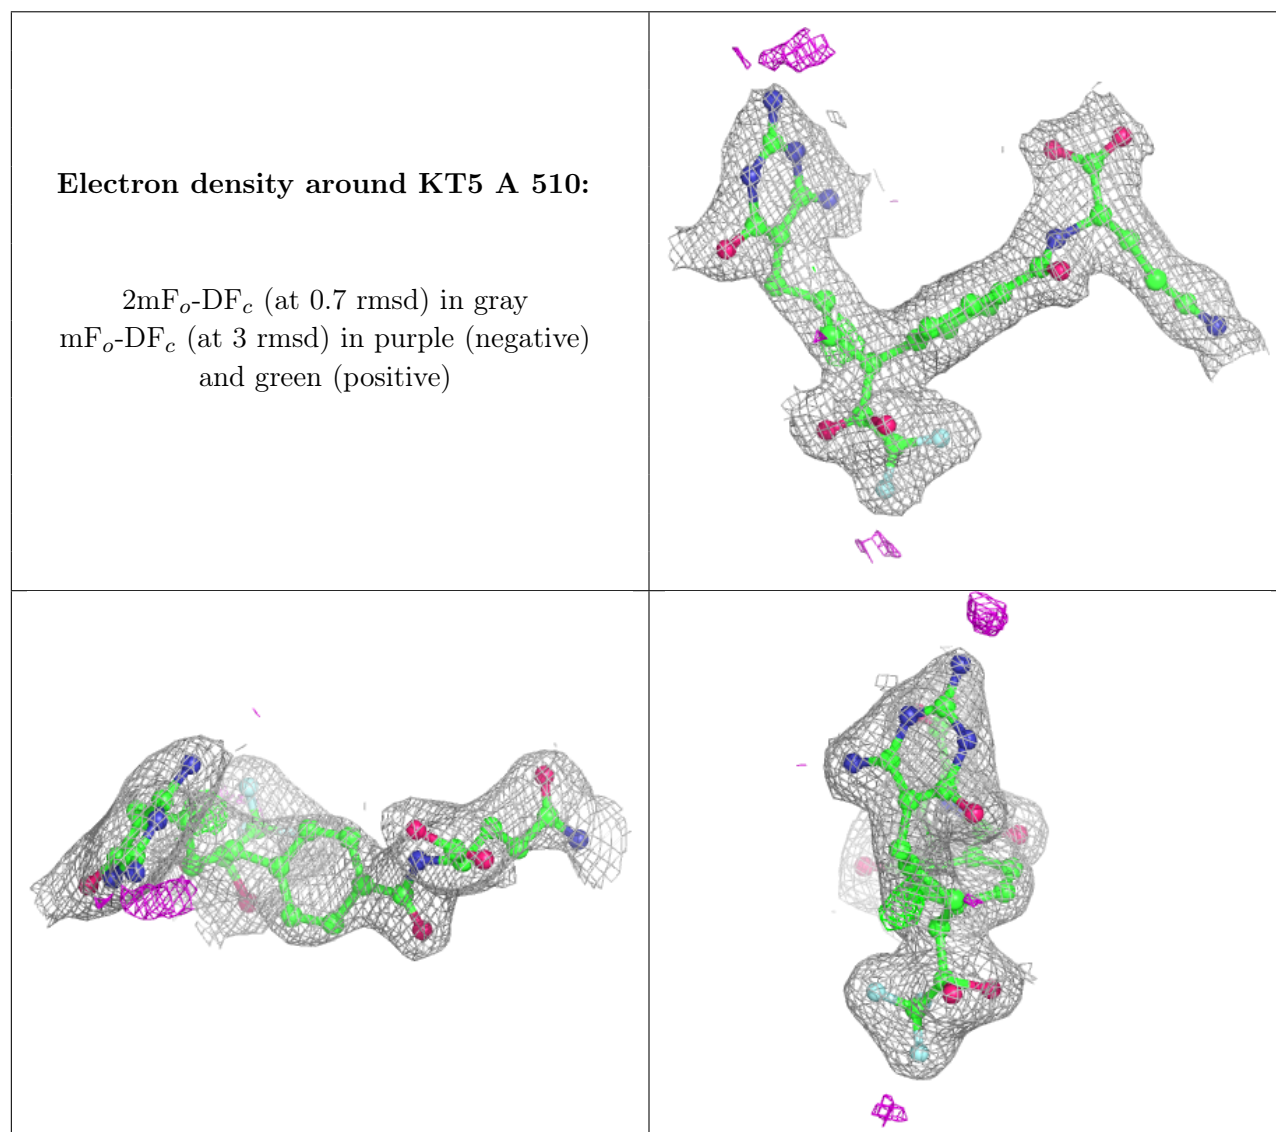 Electron density around KT5 A 510:
2mFo-DFc (at 0.7 rmsd) in gray
mFo-DFc (at 3 rmsd) in purple (negative)
and green (positive)